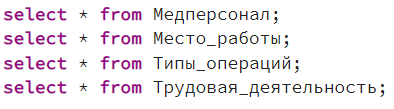 select * from Медперсонал;
select * from Место_работы;
select * from Типы_операций;
select * from Трудовая_деятельность;